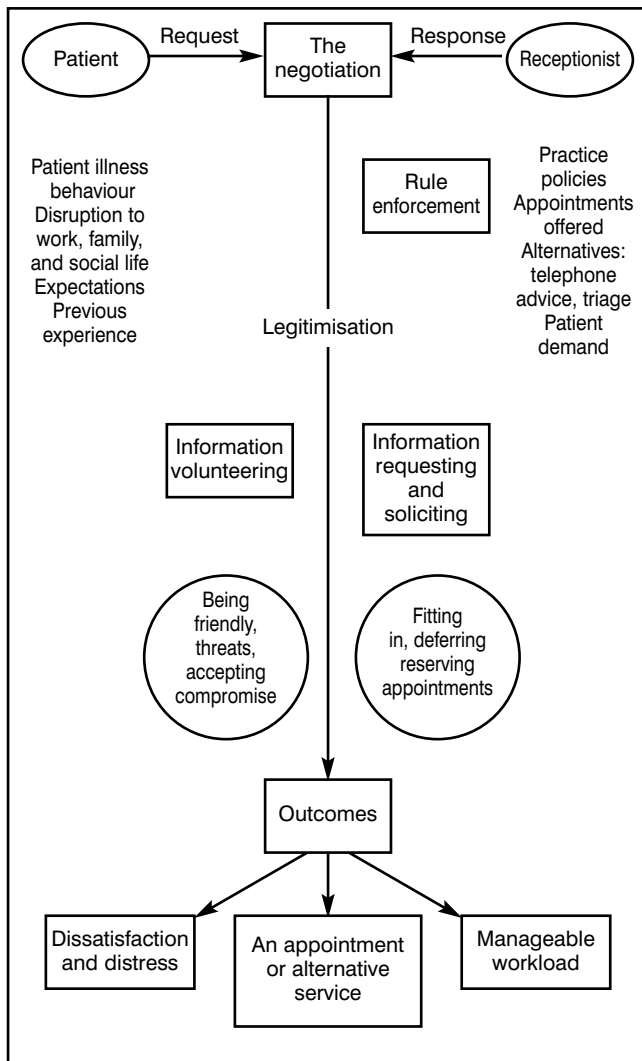 Patient
Request
The
negotiation
Response
Receptionist
Patient illness
behaviour
Disruption to
work, family,
and social life
Expectations
Previous
experience
Rule
enforcement
Practice
policies
Appointments
offered
Alternatives:
telephone
advice, triage
Patient
demand
Legitimisation
Information
volunteering
Information
requesting
and
soliciting
Being
friendly,
threats,
accepting
compromise
Fitting
in, deferring
reserving
appointments
Outcomes
Dissatisfaction
and distress
An appointment
or alternative
service
Manageable
workload